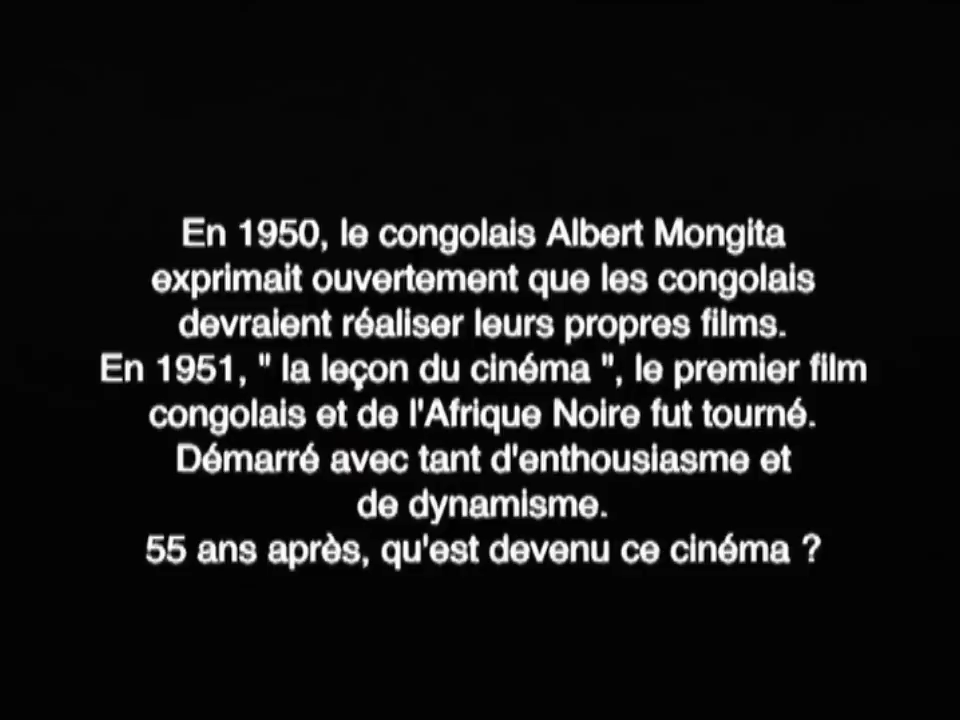 En 1950, le congolais Albert Mongita
exprimait ouvertement que les congolais
devraient réaliser leurs propres films.
En 1951, " la leçon du cinéma ", le premier film
congolais et de l'Afrique Noire fut tourné.
Démarré avec tant d'enthousiasme et
de dynamisme.
55 ans après, qu'est devenu ce cinéma ?